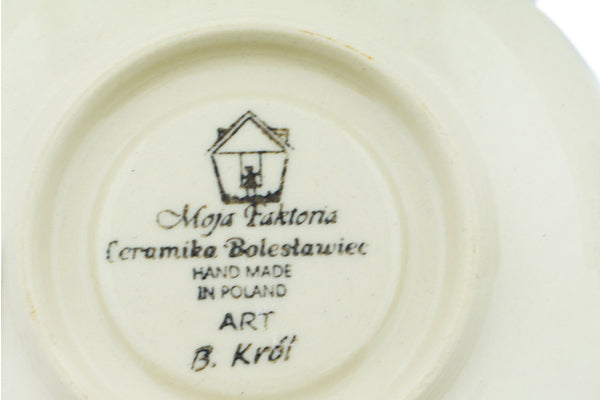 Moja Faktoria
Ceramika Bolesławiec
HAND MADE
IN POLAND
ART
B. Król